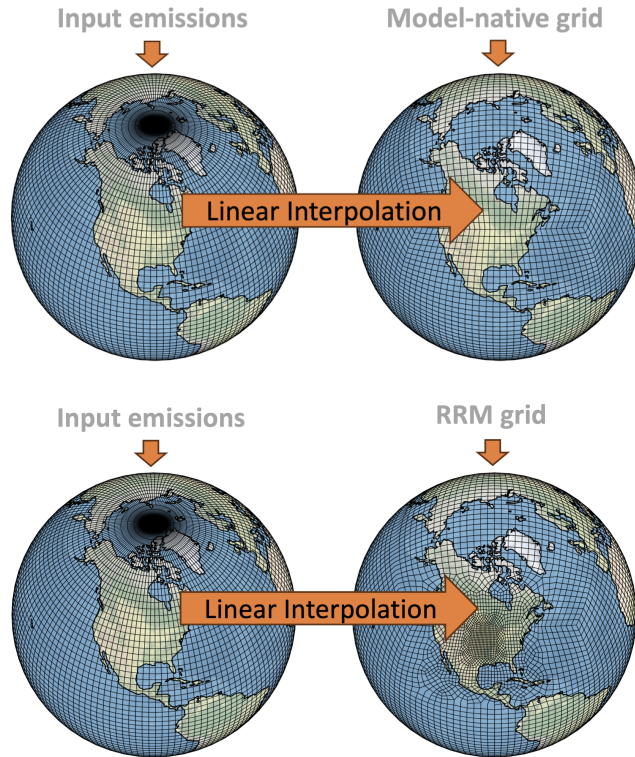 Input emissions
Model-native grid
Linear Interpolation
Input emissions
RRM grid
Linear Interpolation